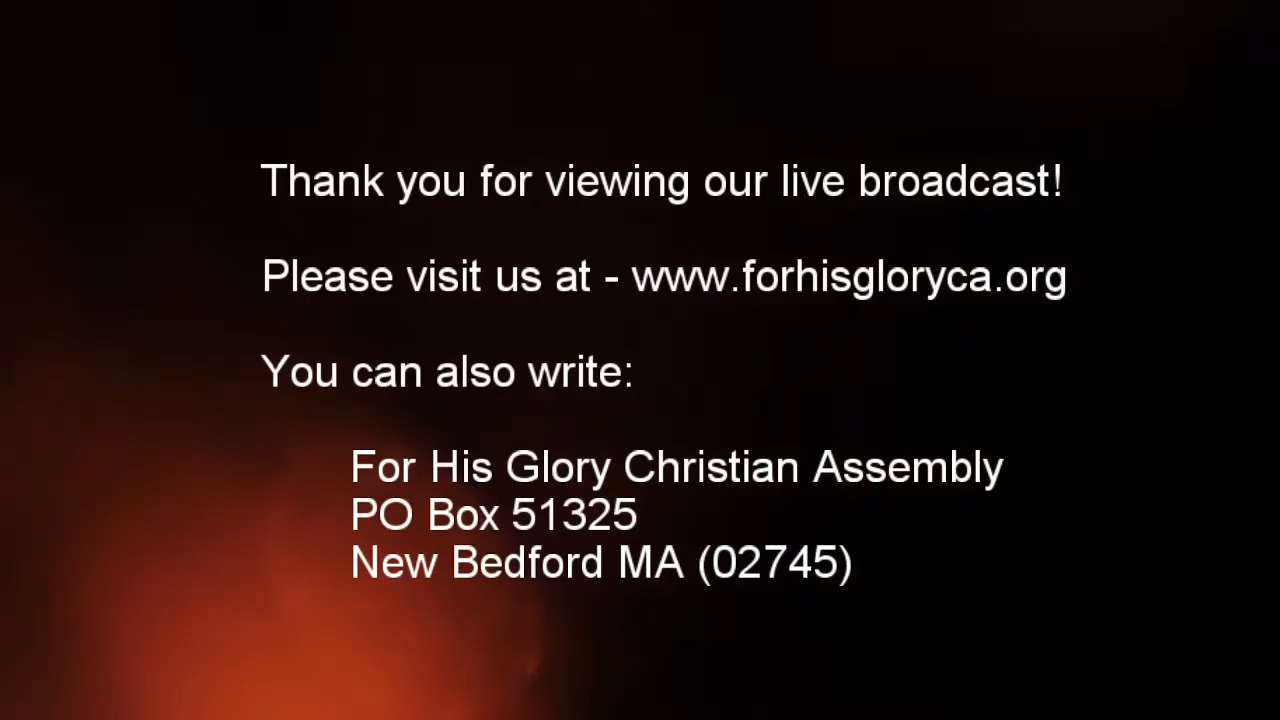 Thank you for viewing our live broadcast!
Please visit us at - www.forhisgloryca.org
You can also write:
For His Glory Christian Assembly
PO Box 51325
New Bedford MA (02745)